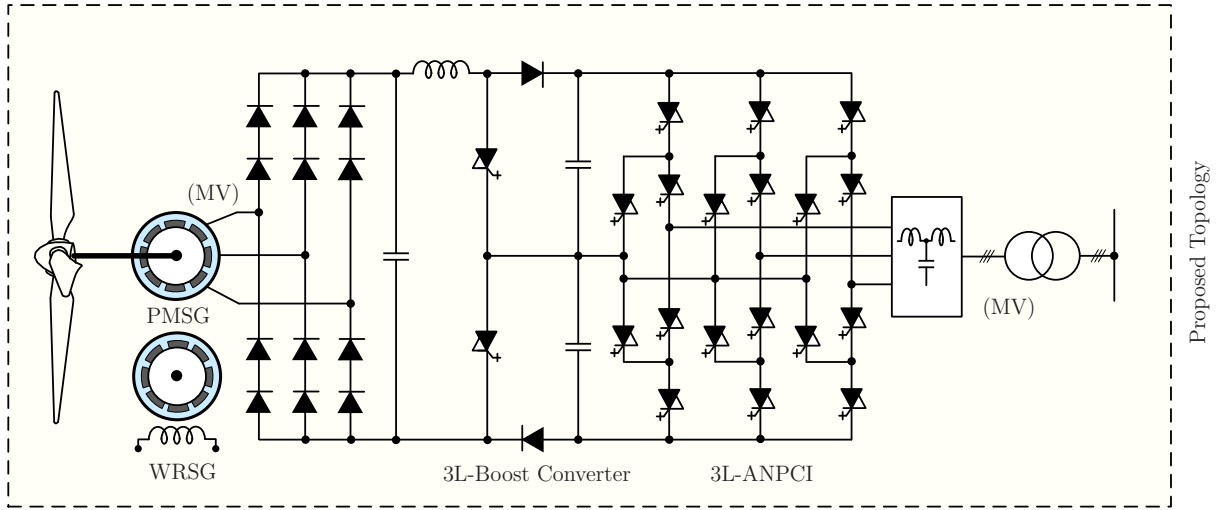 (MV)
PMSG
WRSG
3L-Boost Converter
3L-ANPCI
(MV)
Proposed Topology